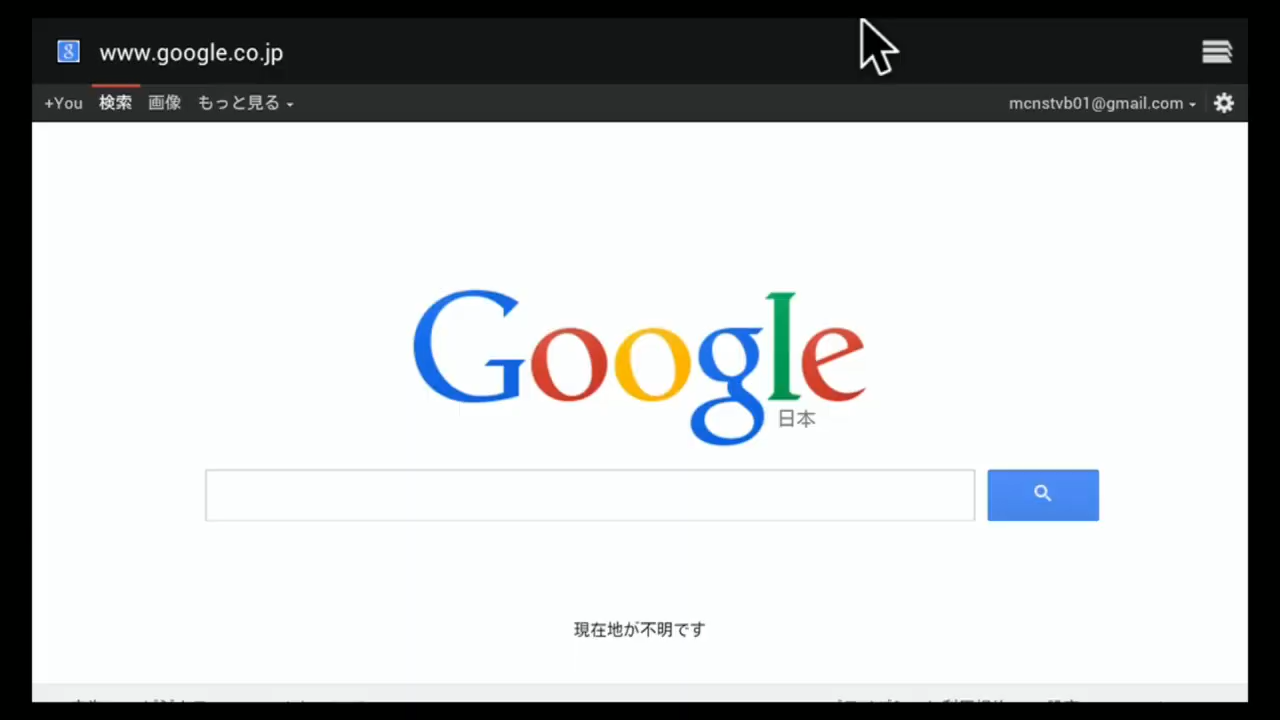 www.google.co.jp
+You 検索 画像 もっと見る
mcnstvb01@gmail.com
Google
日本
現在地が不明です